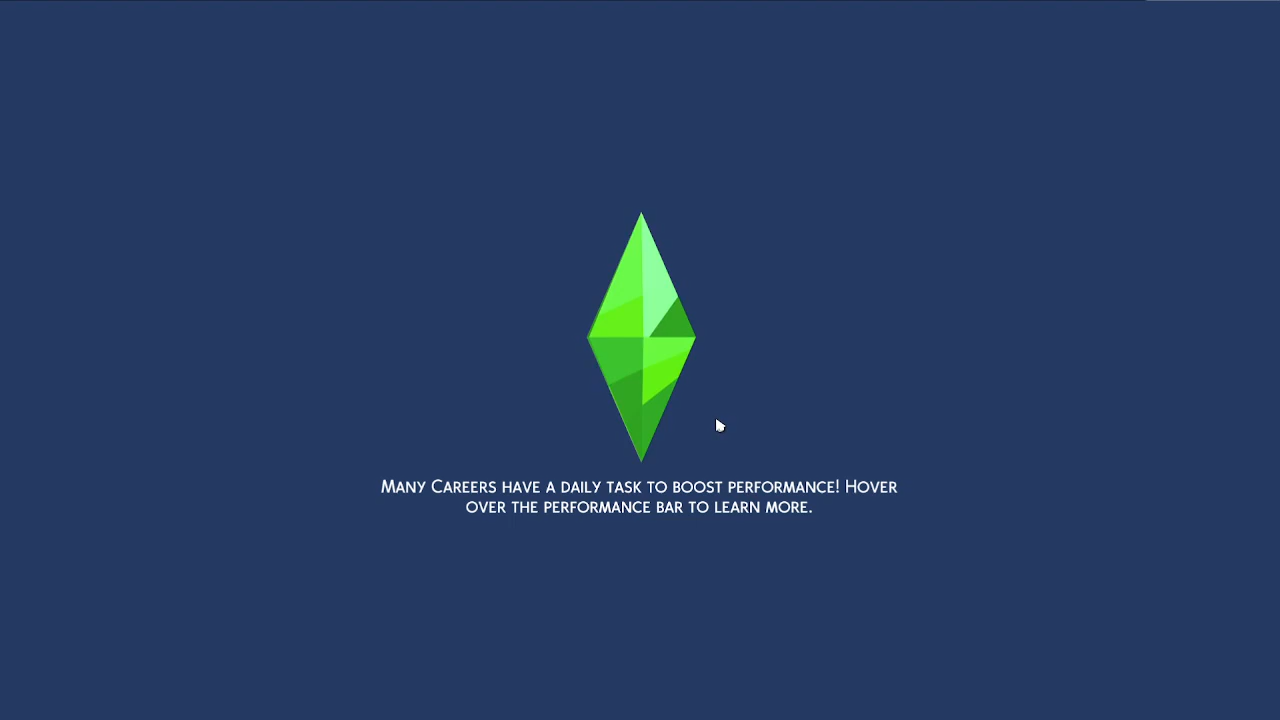 Many Careers have a daily task to boost performance! Hover
over the performance bar to learn more.